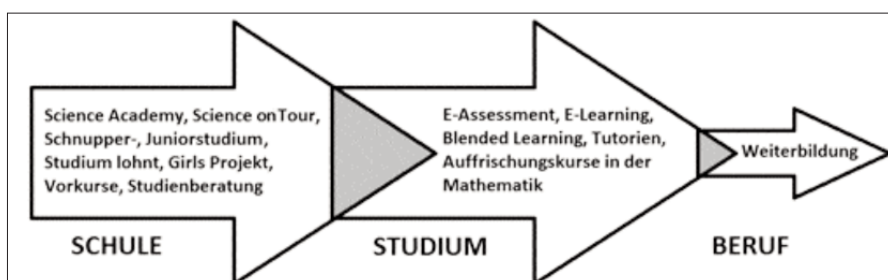 Science Academy, Science onTour,
Schnupper-, Juniorstudium,
Studium lohnt, Girls Projekt,
Vorkurse, Studienberatung
E-Assessment, E-Learning,
Blended Learning, Tutorien,
Auffrischungskurse in der
Mathematik
Weiterbildung
SCHULE
STUDIUM
BERUF